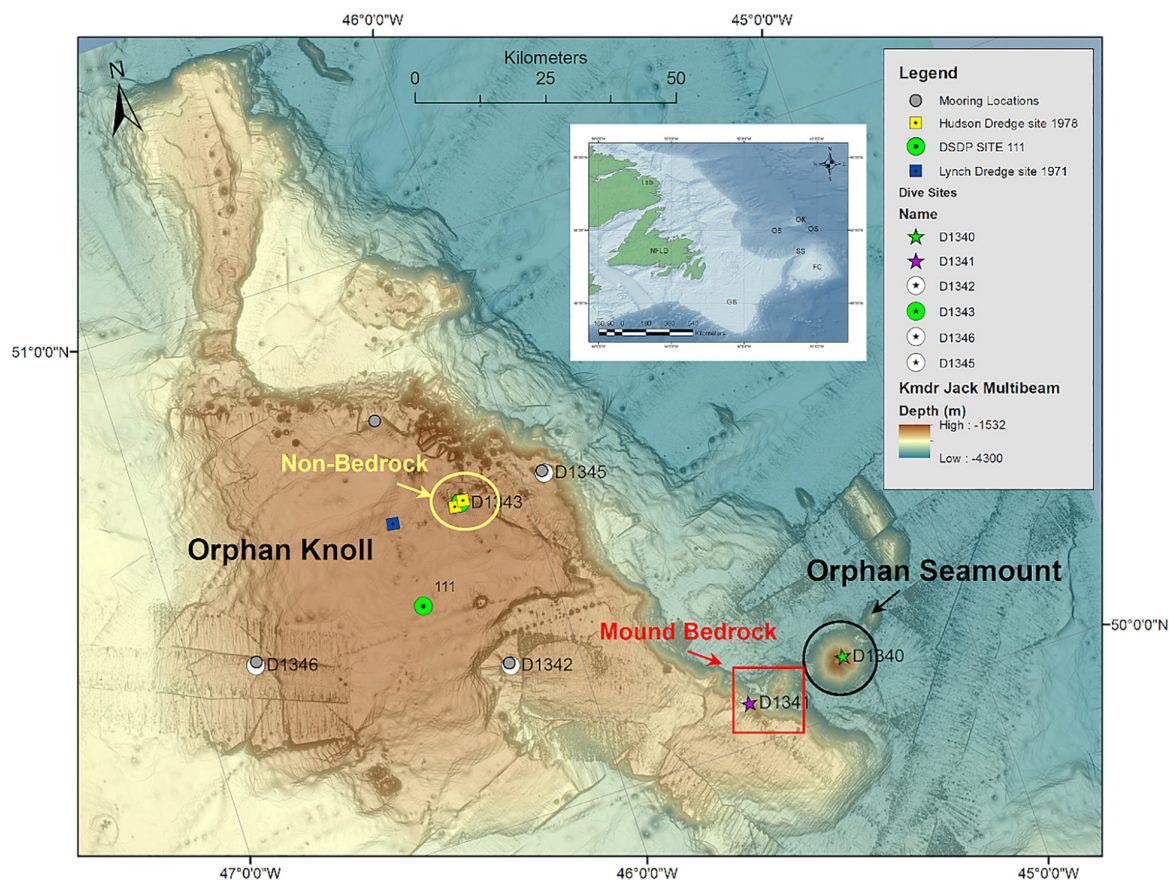 46°0'0"W
45°0'0"W
N
Kilometers
0 25 50
Legend
Mooring Locations
Hudson Dredge site 1978
DSDP SITE 111
Lynch Dredge site 1971
Dive Sites
Name
D1340
D1341
D1342
D1343
D1346
D1345
Kmdr Jack Multibeam
Depth (m)
High : -1532
Low : -4300
Lab
OK
OB
OS
NFLD
SS
FC
GB
Kilometers
51°0'0"N
Non-Bedrock
D1345
D1343
Orphan Knoll
111
Orphan Seamount
50°0'0"N
Mound Bedrock
D1340
D1346
D1342
D1341
47°0'0"W
46°0'0"W
45°0'0"W